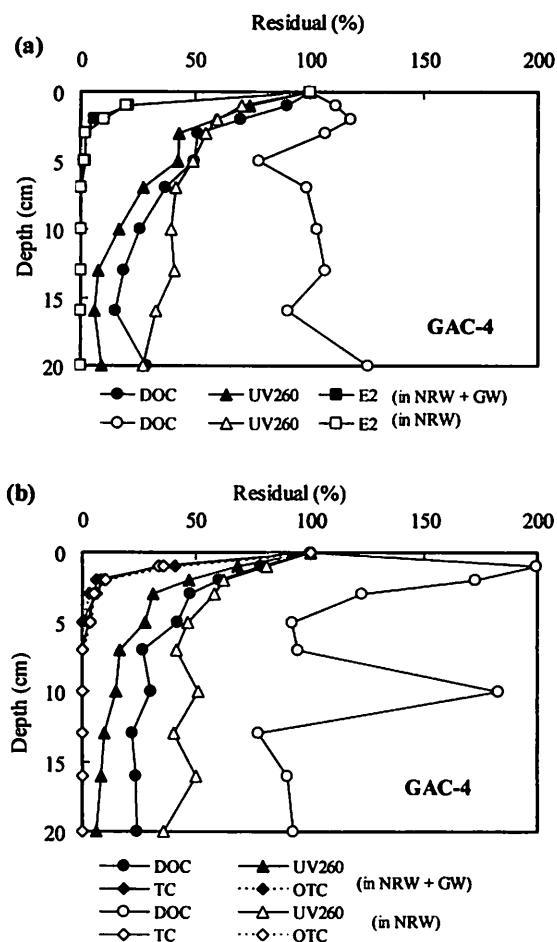 (a)
Residual (%)
0 50 100 150 200
0
5
10
15
20
Depth (cm)
GAC-4
DOC UV260 E2 (in NRW + GW)
DOC UV260 E2 (in NRW)
(b)
Residual (%)
0 50 100 150 200
0
5
10
15
20
Depth (cm)
GAC-4
DOC UV260
TC OTC (in NRW + GW)
DOC UV260
TC OTC (in NRW)